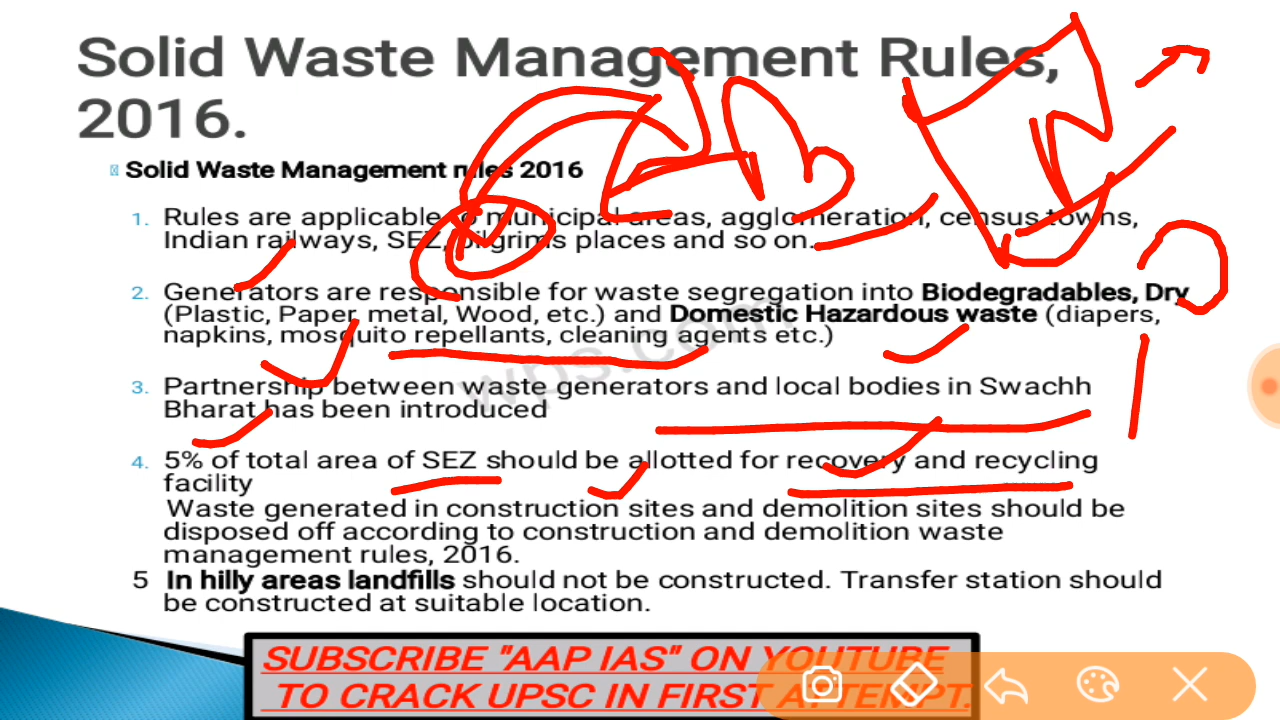 Solid Waste Management Rules,
2016.
Solid Waste Management rules 2016
1. Rules are applicable to municipal areas, agglomeration, census towns,
Indian railways, SEZ, pilgrims places and so on.
2. Generators are responsible for waste segregation into Biodegradables, Dry
(Plastic, Paper, metal, Wood, etc.) and Domestic Hazardous waste (diapers,
napkins, mosquito repellants, cleaning agents etc.)
3. Partnership between waste generators and local bodies in Swachh
Bharat has been introduced
4. 5% of total area of SEZ should be allotted for recovery and recycling
facility
Waste generated in construction sites and demolition sites should be
disposed off according to construction and demolition waste
management rules, 2016.
5 In hilly areas landfills should not be constructed. Transfer station should
be constructed at suitable location.
wps.com
SUBSCRIBE "AAP IAS" ON YOUTUBE
TO CRACK UPSC IN FIRST ATTEMPT.